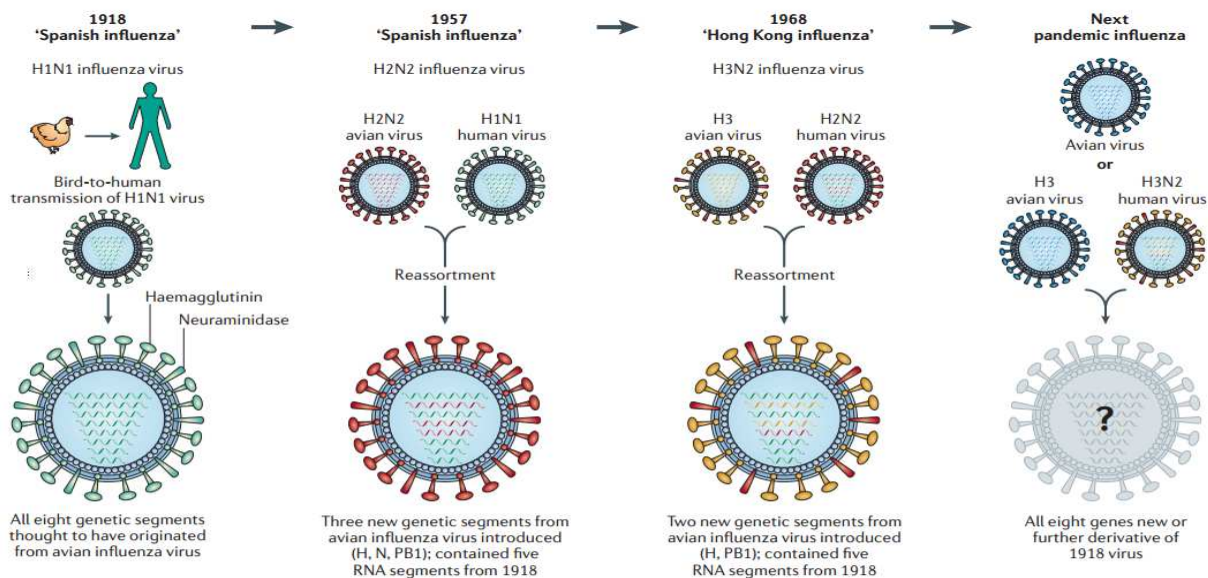 1918
'Spanish influenza'
H1N1 influenza virus
Bird-to-human
transmission of H1N1 virus
Haemagglutinin
Neuraminidase
All eight genetic segments
thought to have originated
from avian influenza virus
1957
'Spanish influenza'
H2N2 influenza virus
H2N2
avian virus
H1N1
human virus
Reassortment
Three new genetic segments from
avian influenza virus introduced
(H, N, PB1); contained five
RNA segments from 1918
1968
'Hong Kong influenza'
H3N2 influenza virus
H3
avian virus
H2N2
human virus
Reassortment
Two new genetic segments from
avian influenza virus introduced
(H, PB1); contained five
RNA segments from 1918
Next
pandemic influenza
Avian virus
or
H3
avian virus
H3N2
human virus
?
All eight genes new or
further derivative of
1918 virus